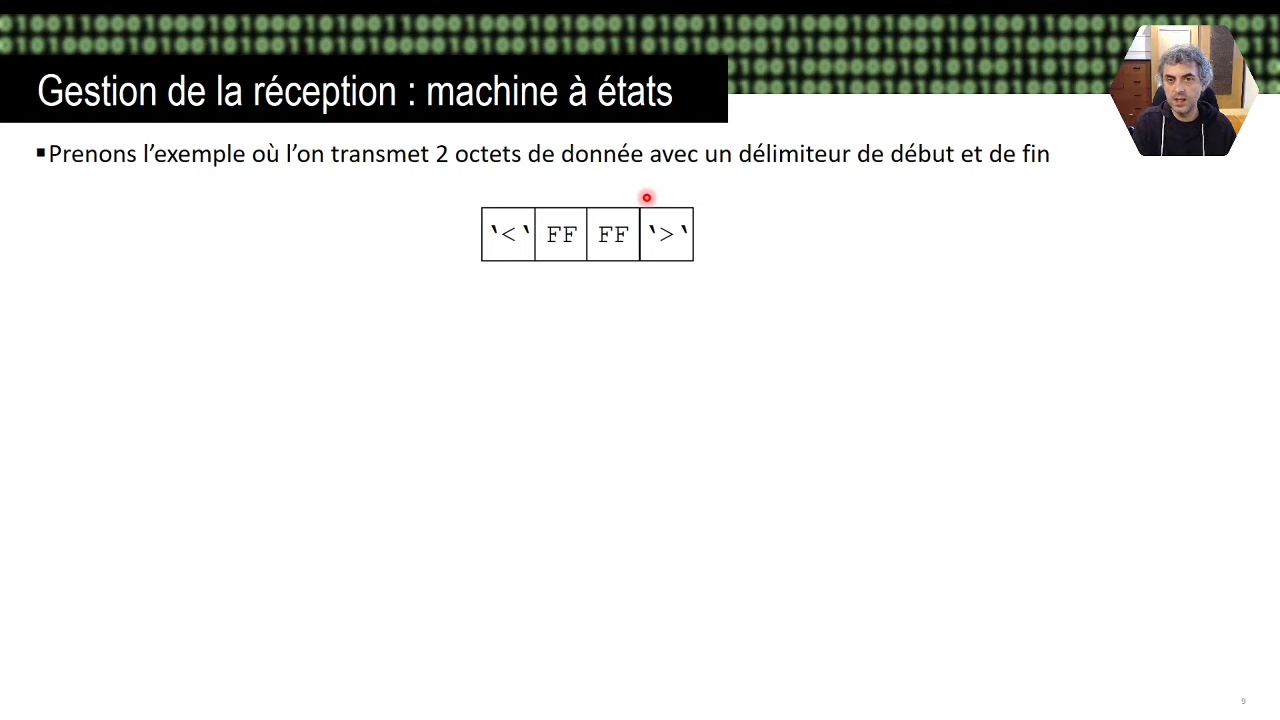 Gestion de la réception : machine à états
▪Prenons l’exemple où l’on transmet 2 octets de donnée avec un délimiteur de début et de fin
‘<‘ FF FF ‘>‘
9